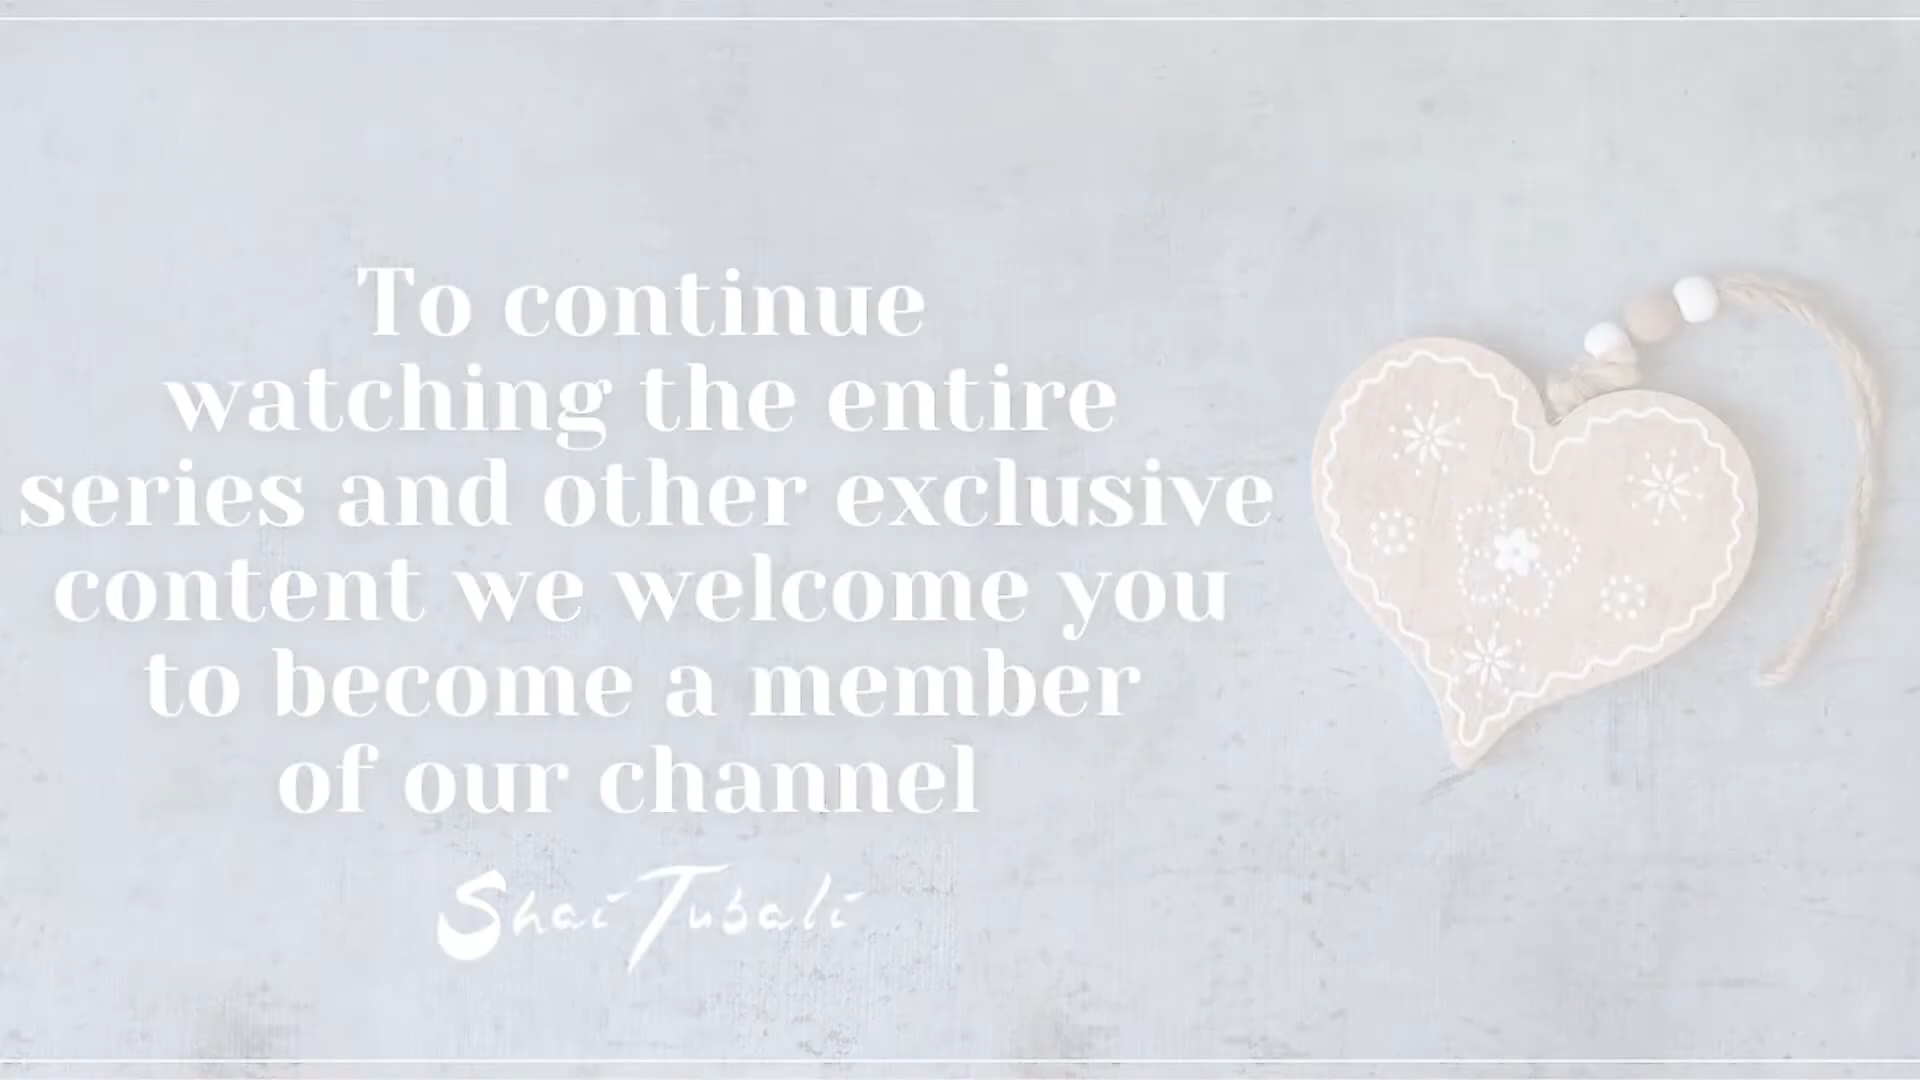 To continue
watching the entire
series and other exclusive
content we welcome you
to become a member
of our channel
Shai Tubali